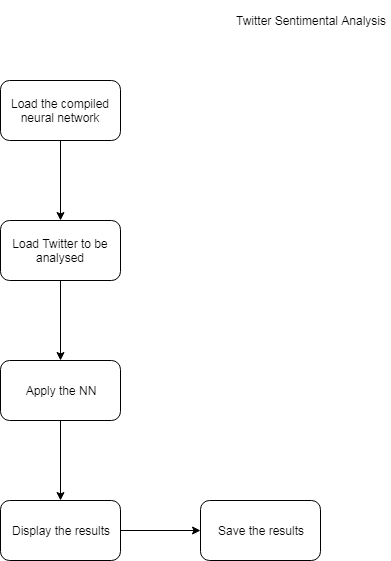 Twitter Sentimental Analysis
Load the compiled
neural network
Load Twitter to be
analysed
Apply the NN
Display the results
Save the results